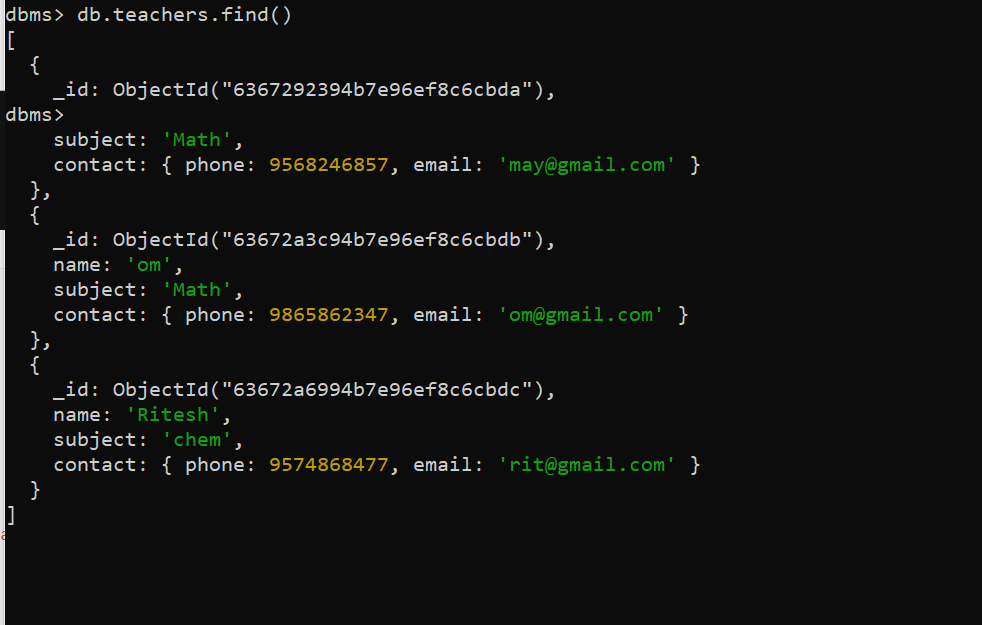 dbms> db.teachers.find()
[
  {
    _id: ObjectId("6367292394b7e96ef8c6cbda"),
dbms>
    subject: 'Math',
    contact: { phone: 9568246857, email: 'may@gmail.com' }
  },
  {
    _id: ObjectId("63672a3c94b7e96ef8c6cbdb"),
    name: 'om',
    subject: 'Math',
    contact: { phone: 9865862347, email: 'om@gmail.com' }
  },
  {
    _id: ObjectId("63672a6994b7e96ef8c6cbdc"),
    name: 'Ritesh',
    subject: 'chem',
    contact: { phone: 9574868477, email: 'rit@gmail.com' }
  }
]